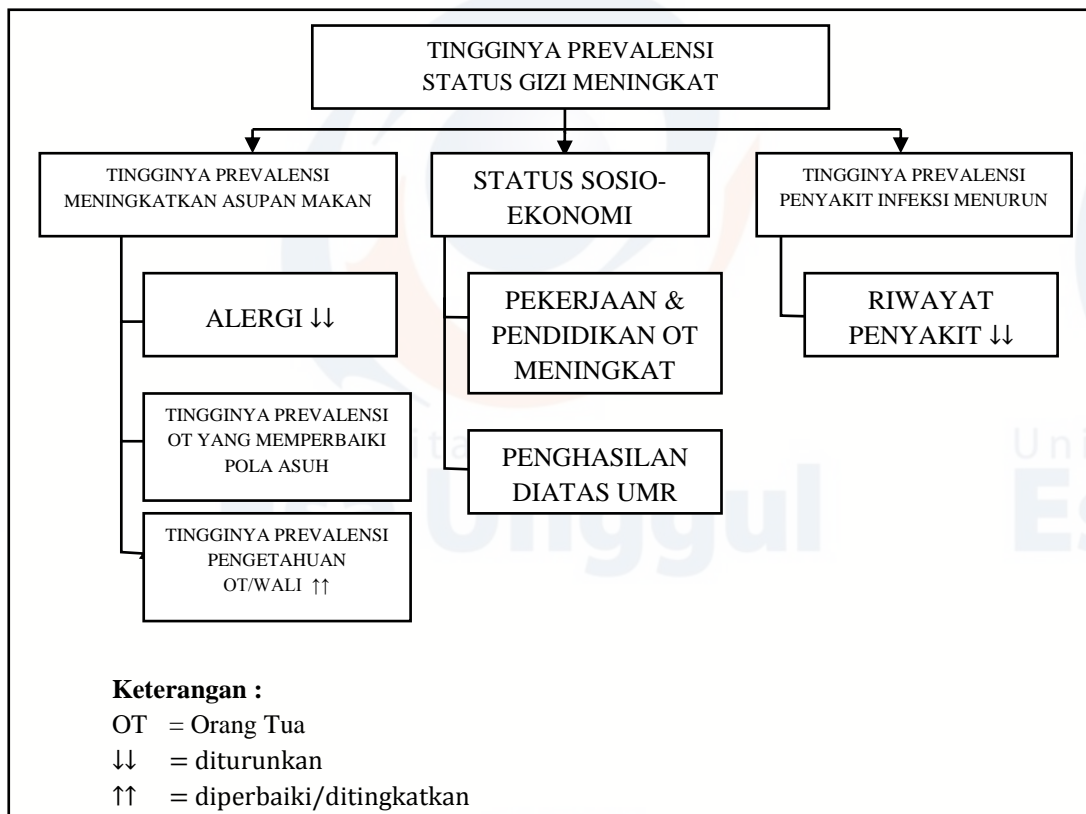 TINGGINYA PREVALENSI
STATUS GIZI MENINGKAT
TINGGINYA PREVALENSI
MENINGKATKAN ASUPAN MAKAN
STATUS SOSIO-
EKONOMI
TINGGINYA PREVALENSI
PENYAKIT INFEKSI MENURUN
ALERGI ↓↓
PEKERJAAN &
PENDIDIKAN OT
MENINGKAT
RIWAYAT
PENYAKIT ↓↓
TINGGINYA PREVALENSI
OT YANG MEMPERBAIKI
POLA ASUH
PENGHASILAN
DIATAS UMR
TINGGINYA PREVALENSI
PENGETAHUAN
OT/WALI ↑↑
Unggul
Keterangan :
OT = Orang Tua
↓↓ = diturunkan
↑↑ = diperbaiki/ditingkatkan